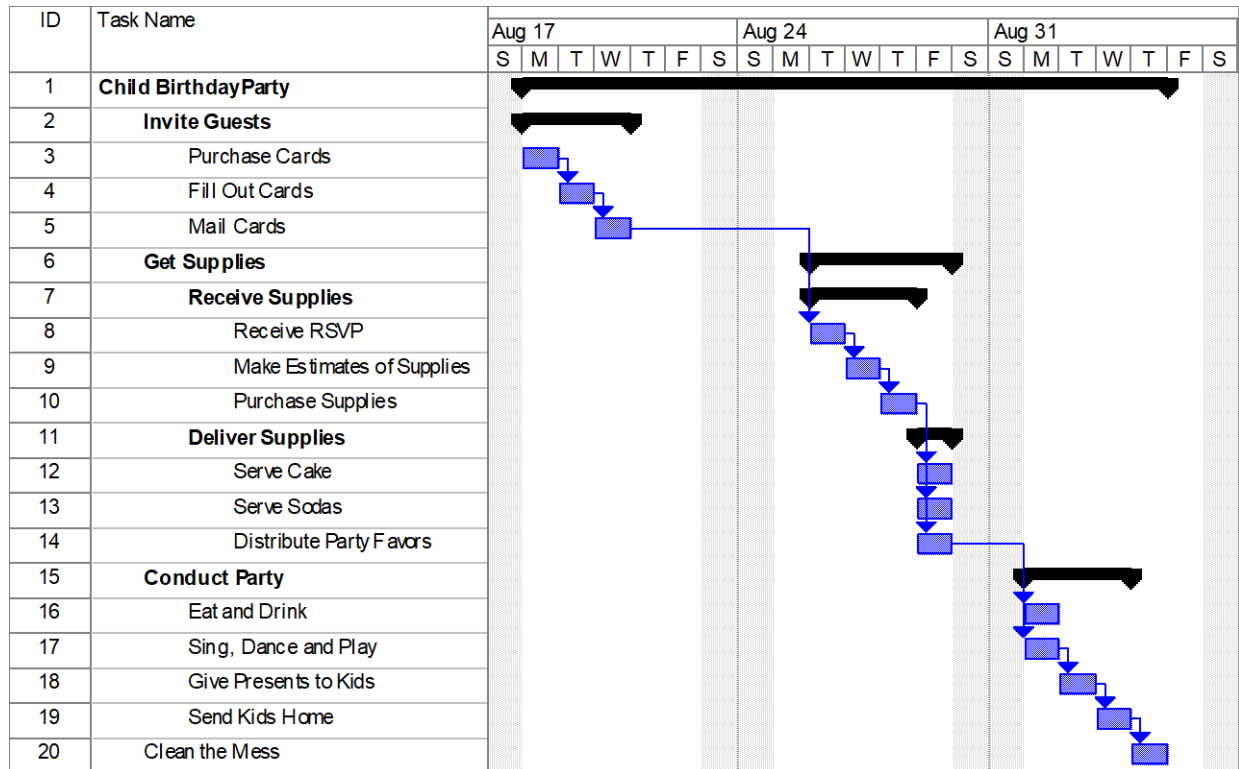 ID Task Name
Aug 17 Aug 24 Aug 31
S M T W T F S S M T W T F S S M T W T F S
1 Child BirthdayParty
2 Invite Guests
3 Purchase Cards
4 Fill Out Cards
5 Mail Cards
6 Get Supplies
7 Receive Supplies
8 Receive RSVP
9 Make Estimates of Supplies
10 Purchase Supplies
11 Deliver Supplies
12 Serve Cake
13 Serve Sodas
14 Distribute Party Favors
15 Conduct Party
16 Eat and Drink
17 Sing, Dance and Play
18 Give Presents to Kids
19 Send Kids Home
20 Clean the Mess